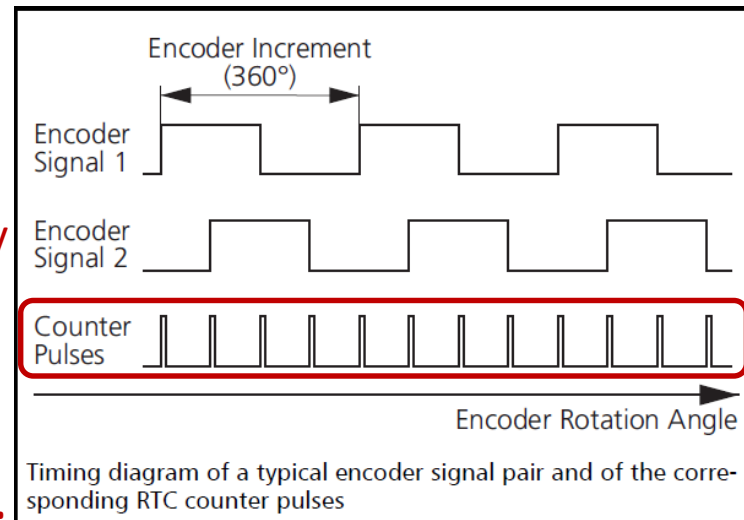 Encoder Increment
(360°)
Encoder
Signal 1
Encoder
Signal 2
Counter
Pulses
Encoder Rotation Angle
Timing diagram of a typical encoder signal pair and of the corre-
sponding RTC counter pulses